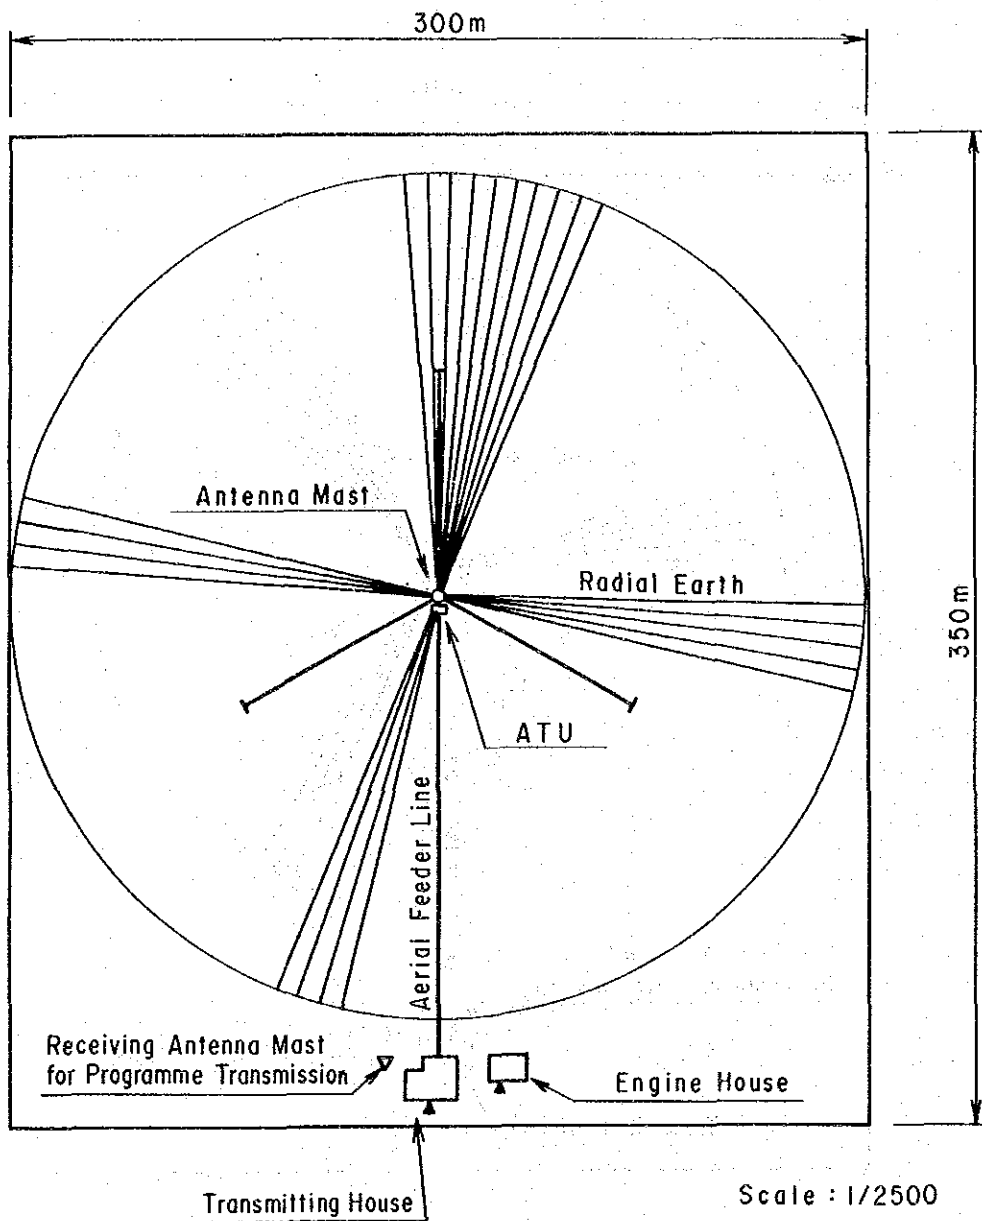 300m
Antenna Mast
Radial Earth
350m
ATU
Aerial Feeder Line
Receiving Antenna Mast
for Programme Transmission
Engine House
Transmitting House
Scale : 1/2500